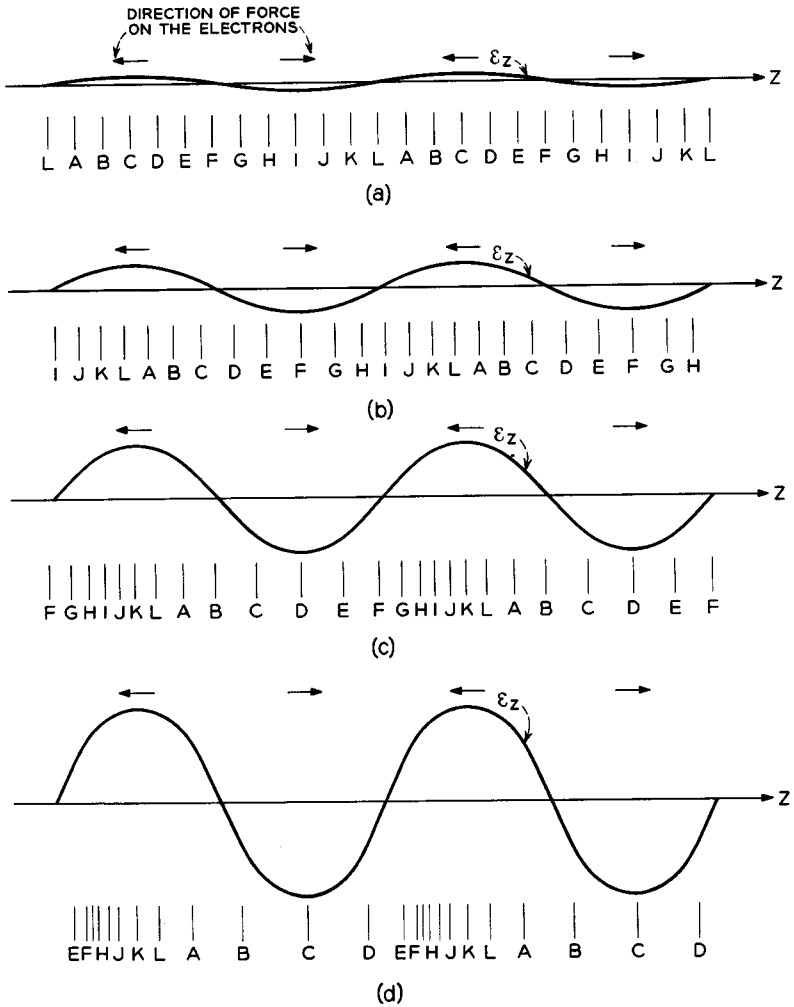 DIRECTION OF FORCE
ON THE ELECTRONS
εz
Z
L A B C D E F G H I J K L A B C D E F G H I J K L
(a)
εz
Z
I J K L A B C D E F G H I J K L A B C D E F G H
(b)
εz
Z
F G H I J K L A B C D E F G H I J K L A B C D E F
(c)
εz
Z
E F H J K L A B C D E F H J K L A B C D
(d)